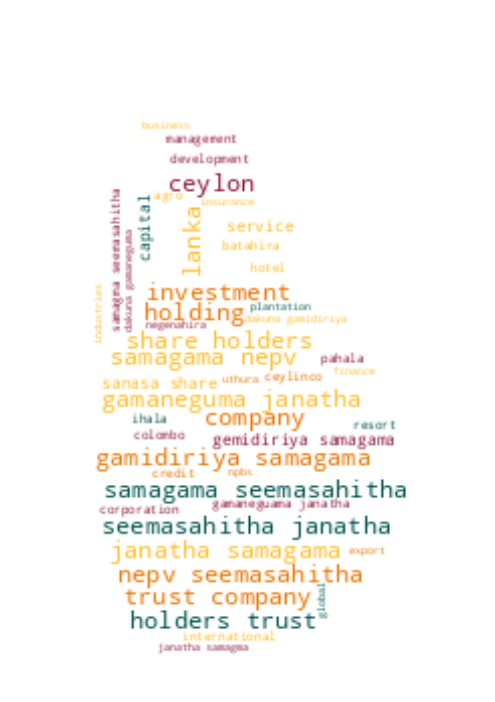 business
management
development
ceylon
agro
insurance
samagma seemasahitha
dakuna gamaneguma
capital
lanka
service
batahira
hotel
industries
investment
plantation
holding
dakuna gamidiriya
negenahira
share holders
samagama nepv
pahala
finance
sanasa share
uthura
ceylinco
gamaneguma janatha
ihala
company
resort
colombo
gemidiriya samagama
gamidiriya samagama
credit
npbs
samagama seemasahitha
gamaneguama janatha
corporation
seemasahitha janatha
janatha samagama
export
nepv seemasahitha
trust company
global
holders trust
international
janatha samagma